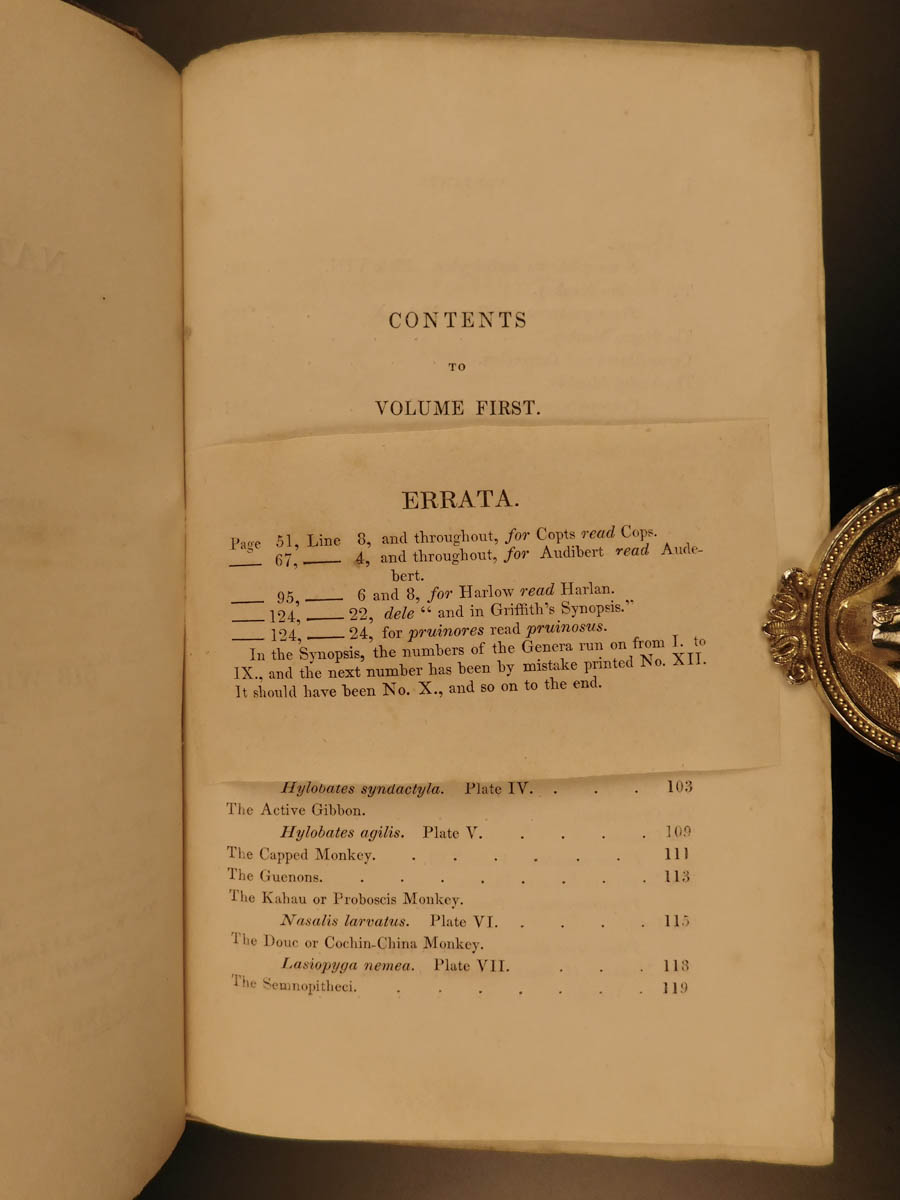 CONTENTS
TO
VOLUME FIRST.
ERRATA.
Page 51, Line 8, and throughout, for Copts read Cops.
—— 67, —— 4, and throughout, for Audibert read Aude-
bert.
—— 95, —— 6 and 8, for Harlow read Harlan.
—— 124, —— 22, dele “ and in Griffith's Synopsis.”
—— 124, —— 24, for pruinores read pruinosus.
In the Synopsis, the numbers of the Genera run on from I. to
IX., and the next number has been by mistake printed No. XII.
It should have been No. X., and so on to the end.
Hylobates syndactyla. Plate IV. . . . 103
The Active Gibbon.
Hylobates agilis. Plate V. . . . . 109
The Capped Monkey. . . . . . . 111
The Guenons. . . . . . . . 113
The Kahau or Proboscis Monkey.
Nasalis larvatus. Plate VI. . . . . 115
The Douc or Cochin-China Monkey.
Lasiopyga nemea. Plate VII. . . . 118
The Semnopitheci. . . . . . . . 119